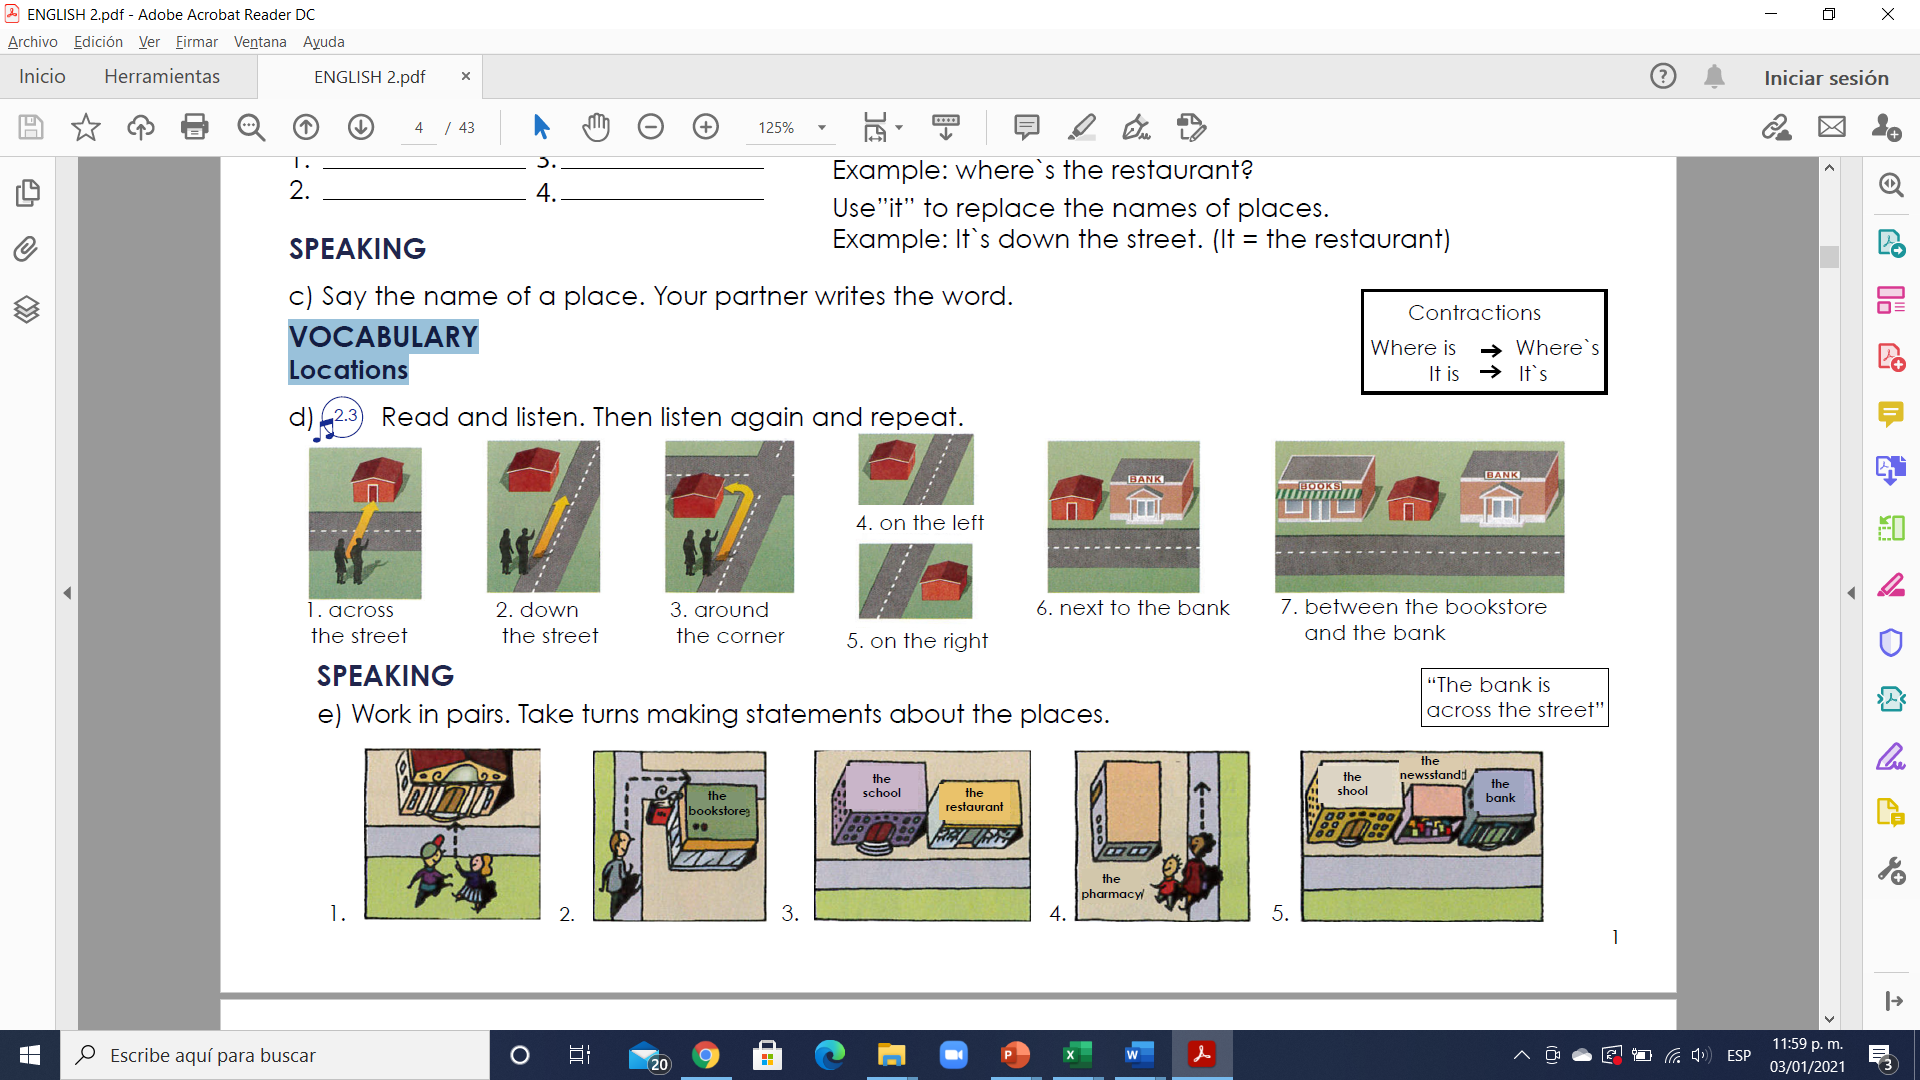 ENGLISH 2.pdf - Adobe Acrobat Reader DC
Archivo Edición Ver Firmar Ventana Ayuda
Inicio Herramientas ENGLISH 2.pdf × Iniciar sesión
4 / 43 125%
1. 3.
2. 4.
Example: where`s the restaurant?
Use”it” to replace the names of places.
Example: It`s down the street. (It = the restaurant)
SPEAKING
c) Say the name of a place. Your partner writes the word.
VOCABULARY
Locations
Contractions
Where is → Where`s
It is → It`s
d) 2.3 Read and listen. Then listen again and repeat.
BANK
BOOKS
BANK
1. across
the street
2. down
the street
3. around
the corner
4. on the left
5. on the right
6. next to the bank
7. between the bookstore
and the bank
SPEAKING
“The bank is
across the street”
e) Work in pairs. Take turns making statements about the places.
1.
the
bookstore
2.
the
school
the
restaurant
3.
the
pharmacy
4.
the
shool
the
newsstand
the
bank
5.
1
Escribe aquí para buscar
20
ESP
11:59 p. m.
03/01/2021
3